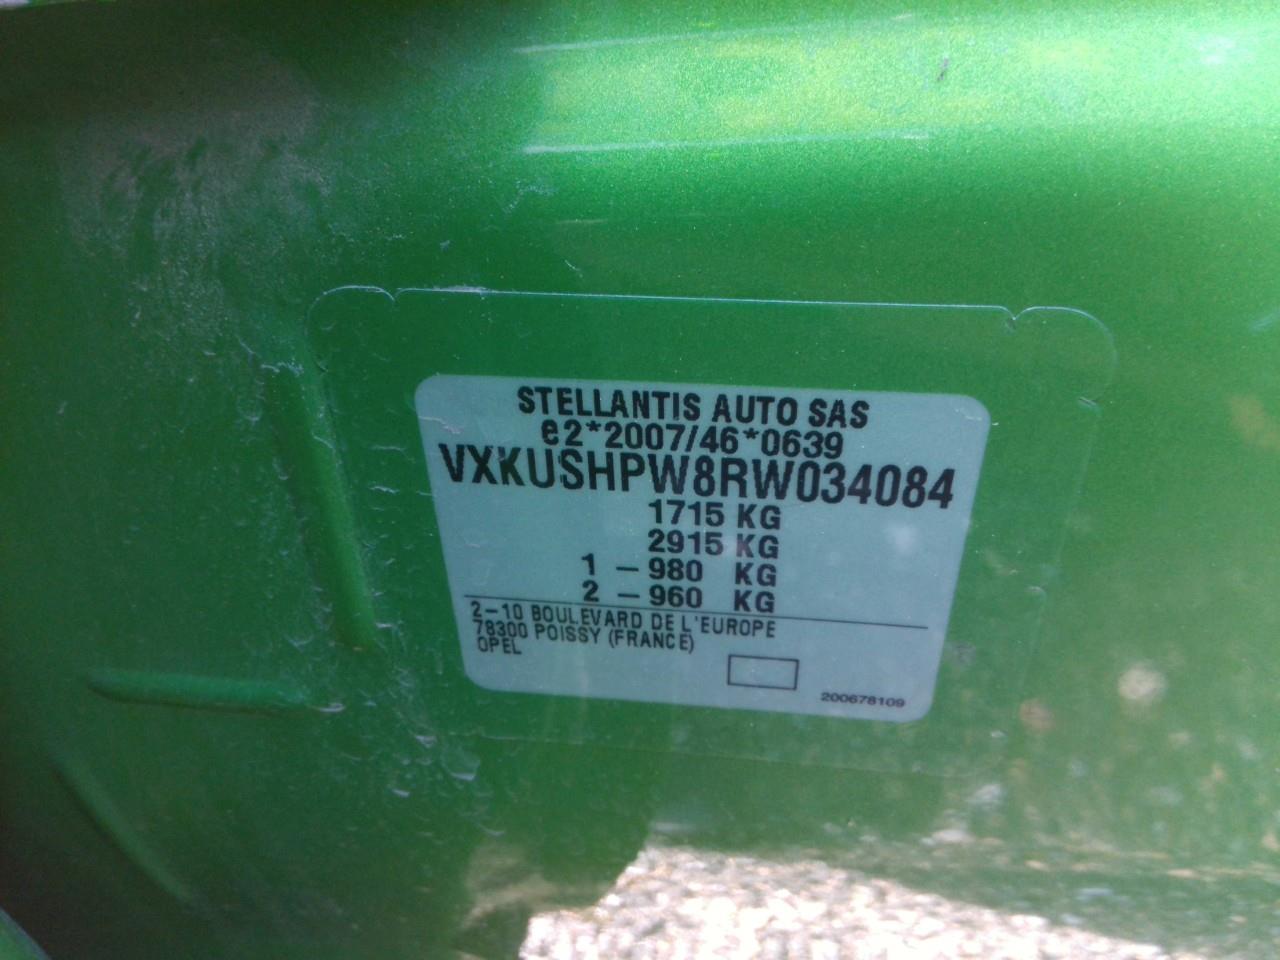 STELLANTIS AUTO SAS
e2*2007/46*0639
VXKUSHPW8RW034084
1715 KG
2915 KG
1 – 980 KG
2 – 960 KG
2–10 BOULEVARD DE L'EUROPE
78300 POISSY (FRANCE)
OPEL
200678109